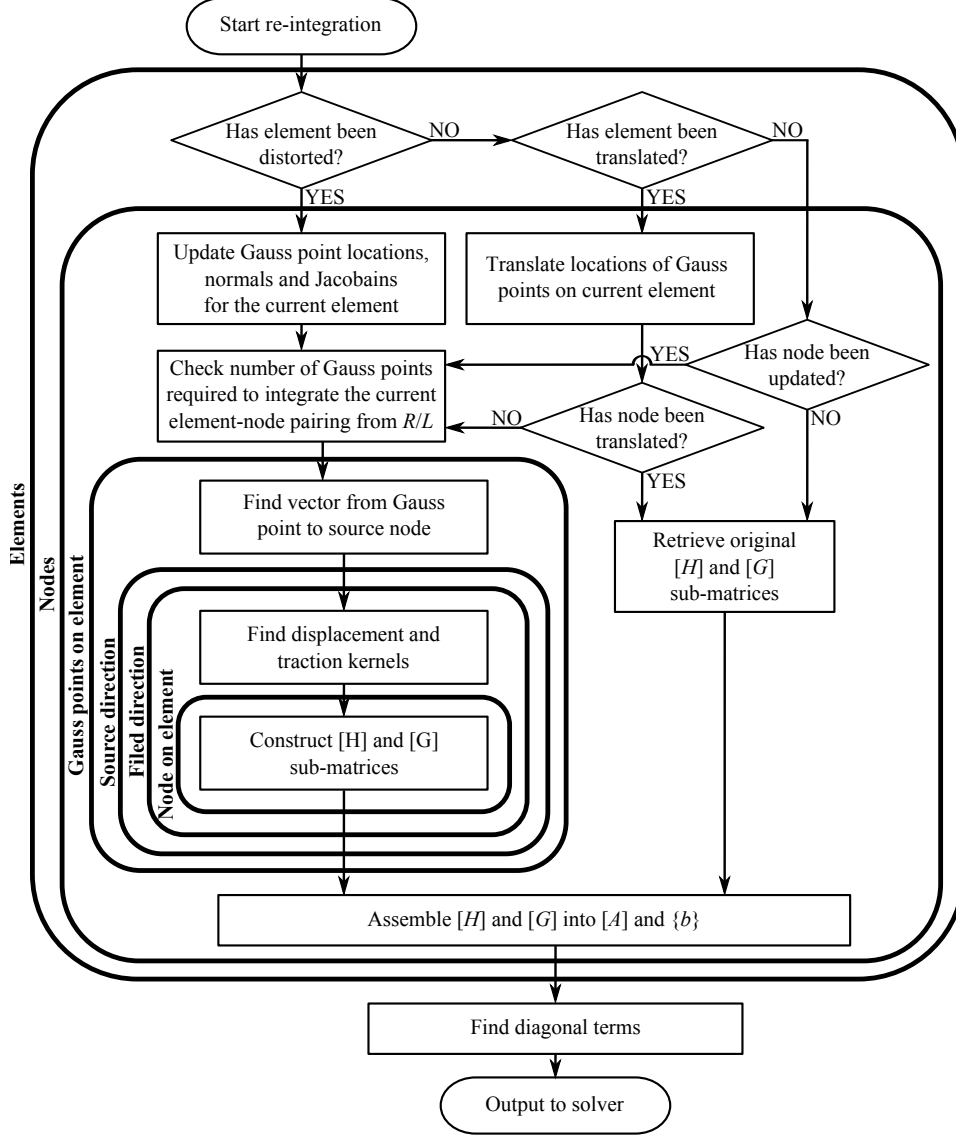 Start re-integration
Has element been
distorted?
NO
Has element been
translated?
NO
YES
YES
Update Gauss point locations,
normals and Jacobains
for the current element
Translate locations of Gauss
points on current element
Has node been
updated?
YES
NO
Check number of Gauss points
required to integrate the current
element-node pairing from R/L
NO
Has node been
translated?
YES
Find vector from Gauss
point to source node
Retrieve original
[H] and [G]
sub-matrices
Find displacement and
traction kernels
Construct [H] and [G]
sub-matrices
Elements
Nodes
Gauss points on element
Source direction
Filed direction
Node on element
Assemble [H] and [G] into [A] and {b}
Find diagonal terms
Output to solver